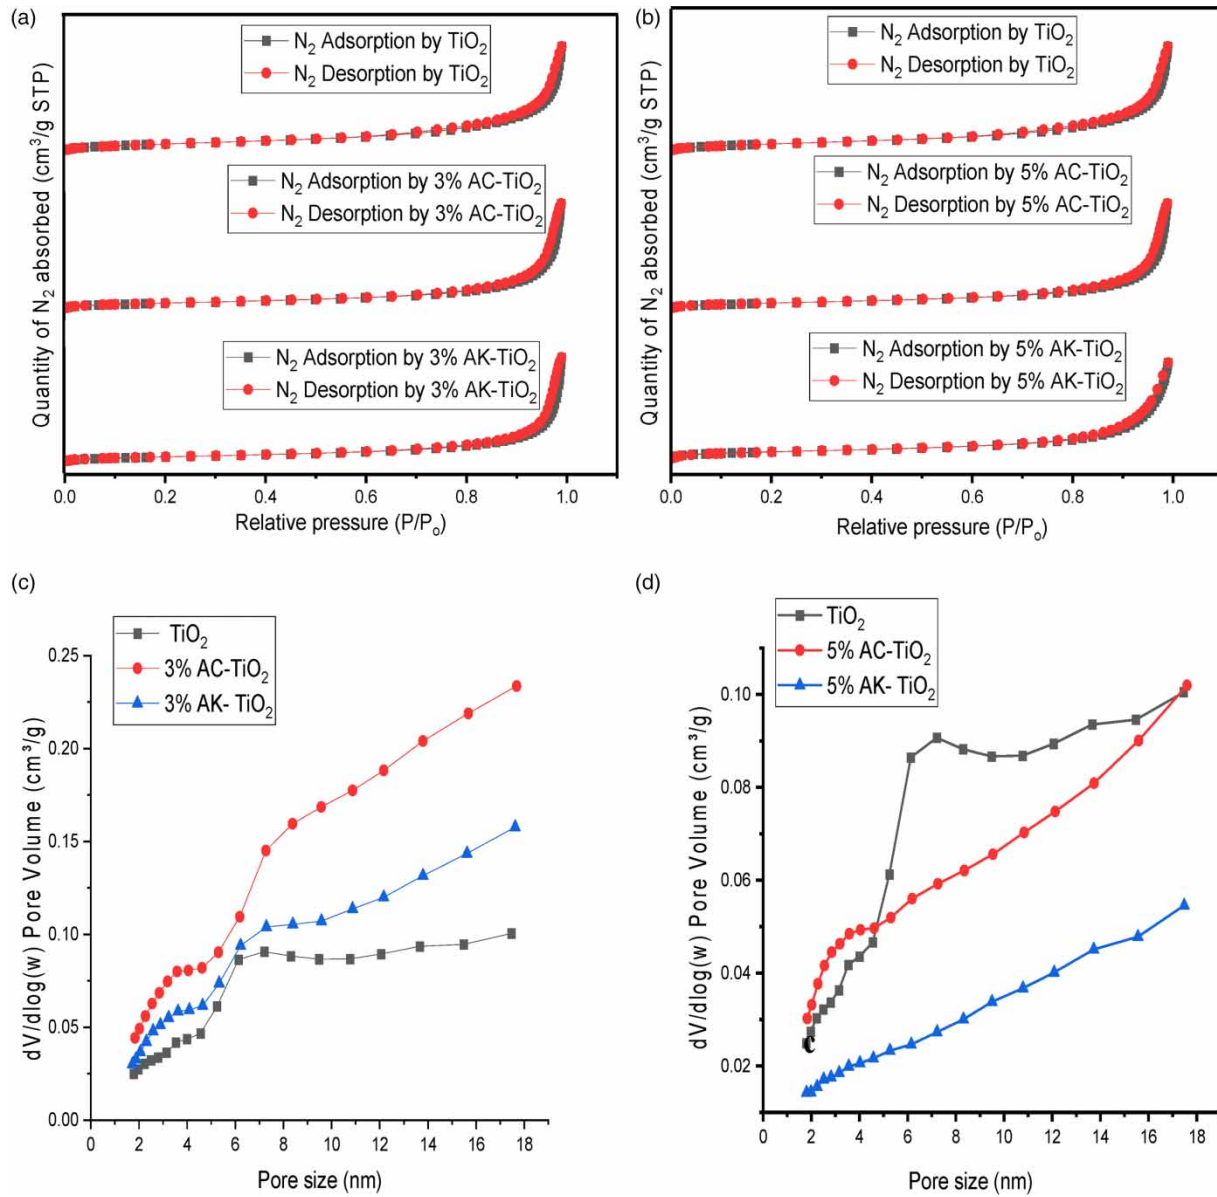 (a)
N₂ Adsorption by TiO₂
N₂ Desorption by TiO₂
N₂ Adsorption by 3% AC-TiO₂
N₂ Desorption by 3% AC-TiO₂
N₂ Adsorption by 3% AK-TiO₂
N₂ Desorption by 3% AK-TiO₂
Quantity of N₂ absorbed (cm³/g STP)
0.0 0.2 0.4 0.6 0.8 1.0
Relative pressure (P/Pₒ)
(b)
N₂ Adsorption by TiO₂
N₂ Desorption by TiO₂
N₂ Adsorption by 5% AC-TiO₂
N₂ Desorption by 5% AC-TiO₂
N₂ Adsorption by 5% AK-TiO₂
N₂ Desorption by 5% AK-TiO₂
Quantity of N₂ absorbed (cm³/g STP)
0.0 0.2 0.4 0.6 0.8 1.0
Relative pressure (P/Pₒ)
(c)
TiO₂
3% AC-TiO₂
3% AK- TiO₂
dV/dlog(w) Pore Volume (cm³/g)
0.25
0.20
0.15
0.10
0.05
0.00
0 2 4 6 8 10 12 14 16 18
Pore size (nm)
(d)
TiO₂
5% AC-TiO₂
5% AK- TiO₂
dV/dlog(w) Pore Volume (cm³/g)
0.10
0.08
0.06
0.04
0.02
0 2 4 6 8 10 12 14 16 18
Pore size (nm)